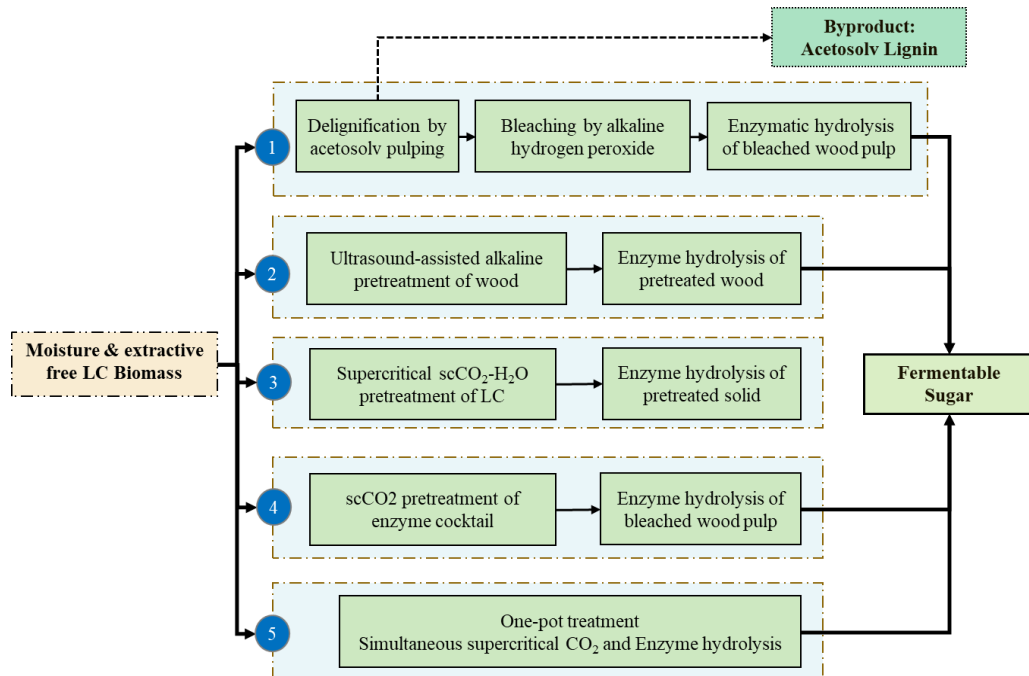 Byproduct:
Acetosolv Lignin
1
Delignification by
acetosolv pulping
Bleaching by alkaline
hydrogen peroxide
Enzymatic hydrolysis
of bleached wood pulp
2
Ultrasound-assisted alkaline
pretreatment of wood
Enzyme hydrolysis of
pretreated wood
Moisture & extractive
free LC Biomass
3
Supercritical scCO₂-H₂O
pretreatment of LC
Enzyme hydrolysis of
pretreated solid
Fermentable
Sugar
4
scCO2 pretreatment of
enzyme cocktail
Enzyme hydrolysis of
bleached wood pulp
5
One-pot treatment
Simultaneous supercritical CO₂ and Enzyme hydrolysis